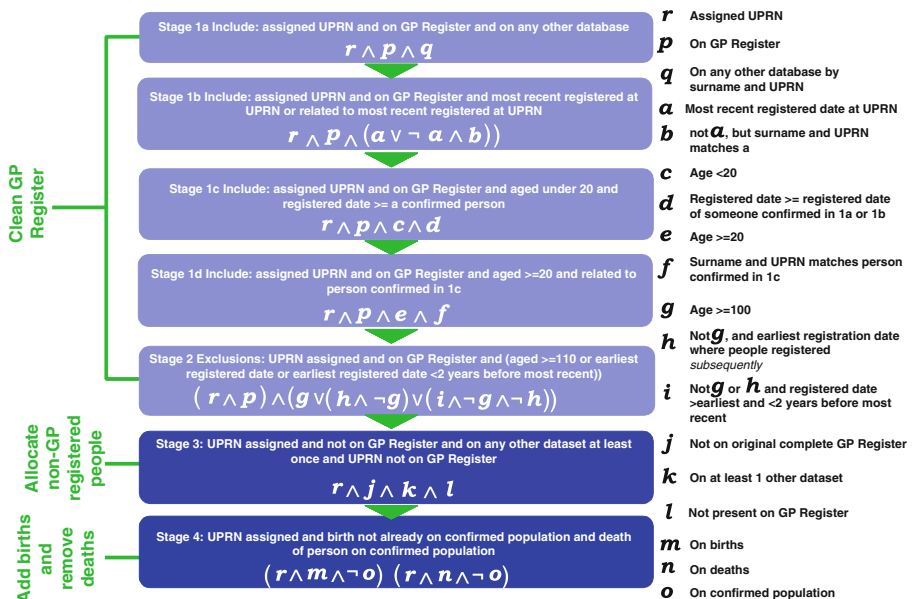 Clean GP
Register
Allocate
non-GP
registered
people
Add births
and
remove
deaths
Stage 1a Include: assigned UPRN and on GP Register and on any other database
r ∧ p ∧ q
Stage 1b Include: assigned UPRN and on GP Register and most recent registered at
UPRN or related to most recent registered at UPRN
r ∧ p ∧ (a ∨ ¬ a ∧ b))
Stage 1c Include: assigned UPRN and on GP Register and aged under 20 and
registered date >= a confirmed person
r ∧ p ∧ c ∧ d
Stage 1d Include: assigned UPRN and on GP Register and aged >=20 and related to
person confirmed in 1c
r ∧ p ∧ e ∧ f
Stage 2 Exclusions: UPRN assigned and on GP Register and (aged >=110 or earliest
registered date or earliest registered date <2 years before most recent))
( r ∧ p ) ∧ (g ∨ (h ∧ ¬g) ∨ (i ∧ ¬g ∧ ¬h))
Stage 3: UPRN assigned and not on GP Register and on any other dataset at least
once and UPRN not on GP Register
r ∧ j ∧ k ∧ l
Stage 4: UPRN assigned and birth not already on confirmed population and death
of person on confirmed population
(r ∧ m ∧ ¬ o) (r ∧ n ∧ ¬ o)
r Assigned UPRN
p On GP Register
q On any other database by
surname and UPRN
a Most recent registered date at UPRN
b not a, but surname and UPRN
matches a
c Age <20
d Registered date >= registered date
of someone confirmed in 1a or 1b
e Age >=20
f Surname and UPRN matches person
confirmed in 1c
g Age >=100
h Not g, and earliest registration date
where people registered
subsequently
i Not g or h and registered date
>earliest and <2 years before most
recent
j Not on original complete GP Register
k On at least 1 other dataset
l Not present on GP Register
m On births
n On deaths
o On confirmed population